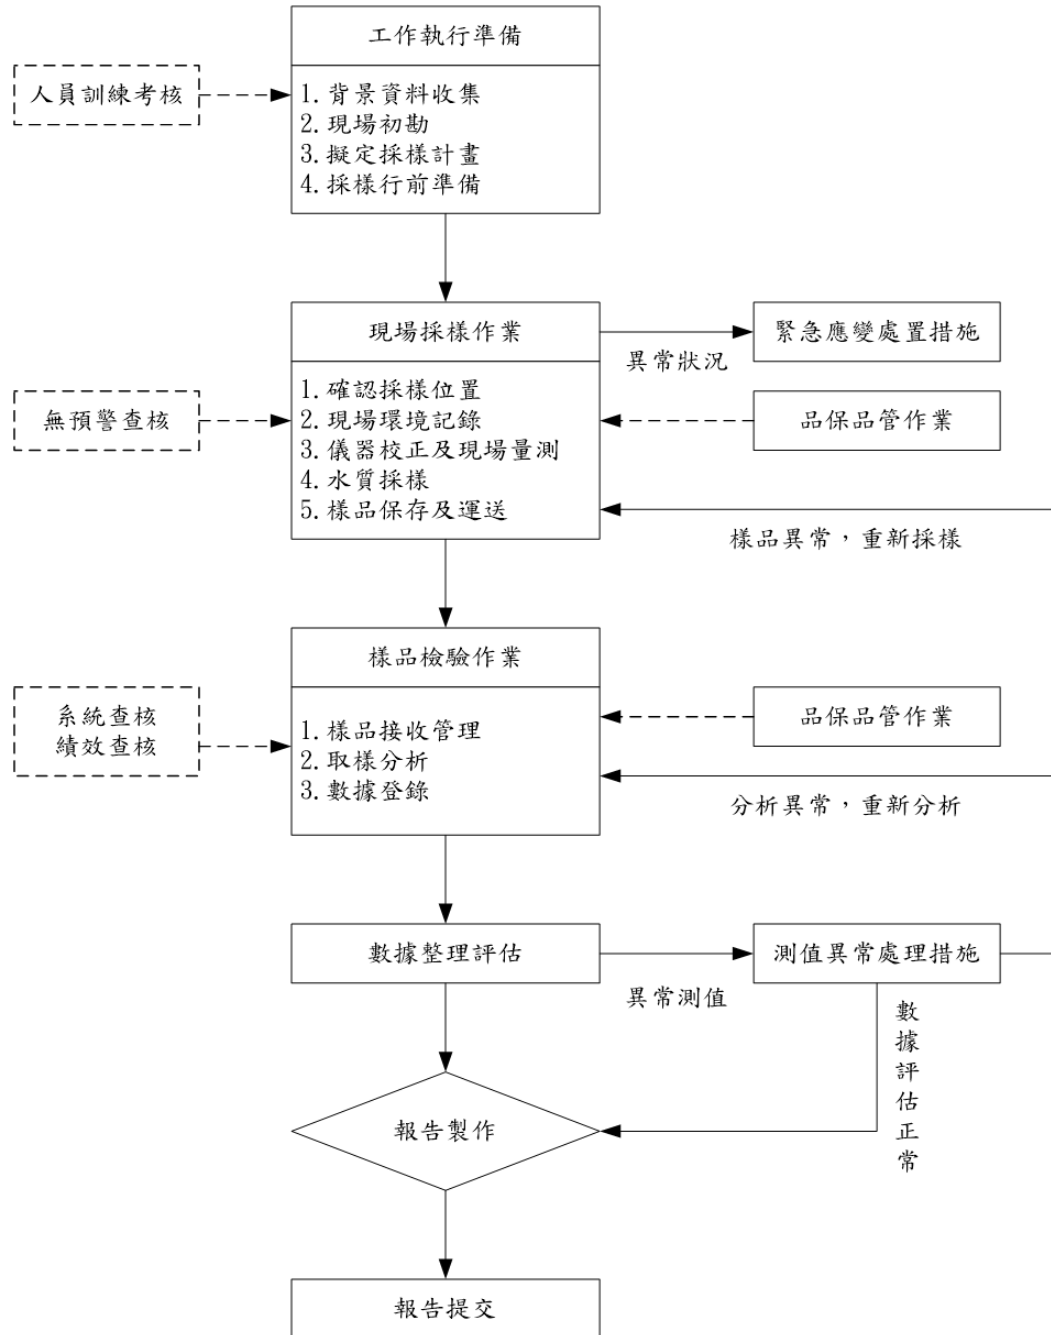 工作執行準備
人員訓練考核
1.背景資料收集
2.現場初勘
3.擬定採樣計畫
4.採樣行前準備
現場採樣作業
緊急應變處置措施
異常狀況
無預警查核
1.確認採樣位置
2.現場環境記錄
3.儀器校正及現場量測
4.水質採樣
5.樣品保存及運送
品保品管作業
樣品異常，重新採樣
樣品檢驗作業
系統查核
績效查核
1.樣品接收管理
2.取樣分析
3.數據登錄
品保品管作業
分析異常，重新分析
數據整理評估
異常測值
測值異常處理措施
數據評估正常
報告製作
報告提交